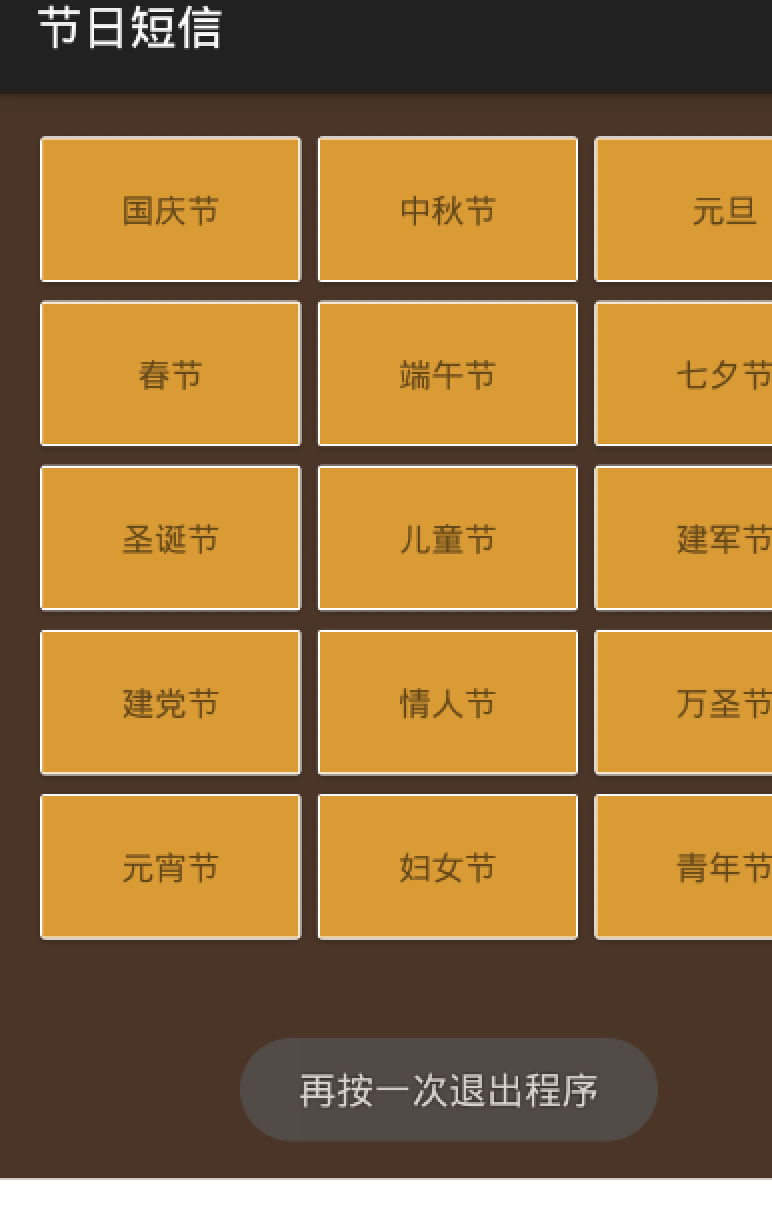 节日短信
国庆节 中秋节 元旦
春节 端午节 七夕节
圣诞节 儿童节 建军节
建党节 情人节 万圣节
元宵节 妇女节 青年节
再按一次退出程序